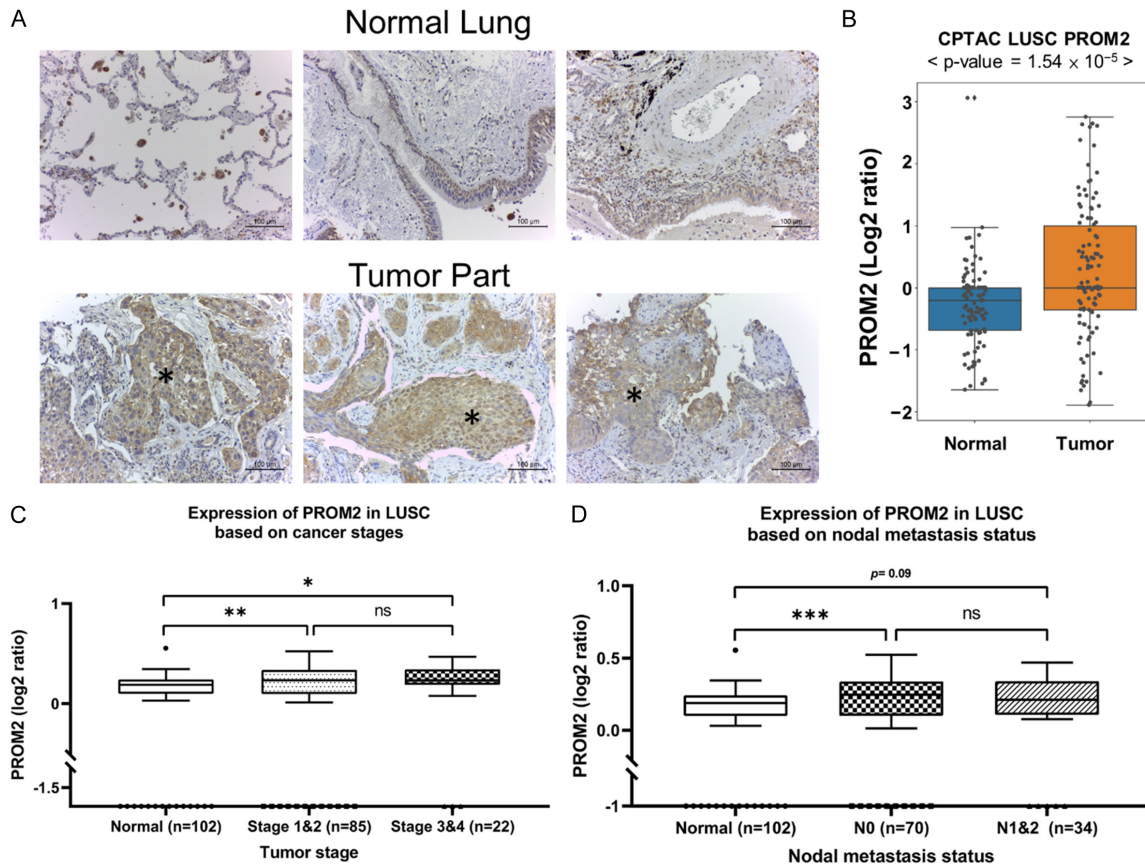 A
Normal Lung
100 µm
100 µm
100 µm
Tumor Part
*
*
*
100 µm
100 µm
100 µm
B
CPTAC LUSC PROM2
< p-value = 1.54 × 10⁻⁵ >
PROM2 (Log2 ratio)
3
2
1
0
−1
−2
Normal
Tumor
C
Expression of PROM2 in LUSC
based on cancer stages
*
**
ns
PROM2 (log2 ratio)
1
0
-1.5
Normal (n=102)
Stage 1&2 (n=85)
Stage 3&4 (n=22)
Tumor stage
D
Expression of PROM2 in LUSC
based on nodal metastasis status
p= 0.09
***
ns
PROM2 (log2 ratio)
1.0
0.5
0.0
-1
Normal (n=102)
N0 (n=70)
N1&2 (n=34)
Nodal metastasis status